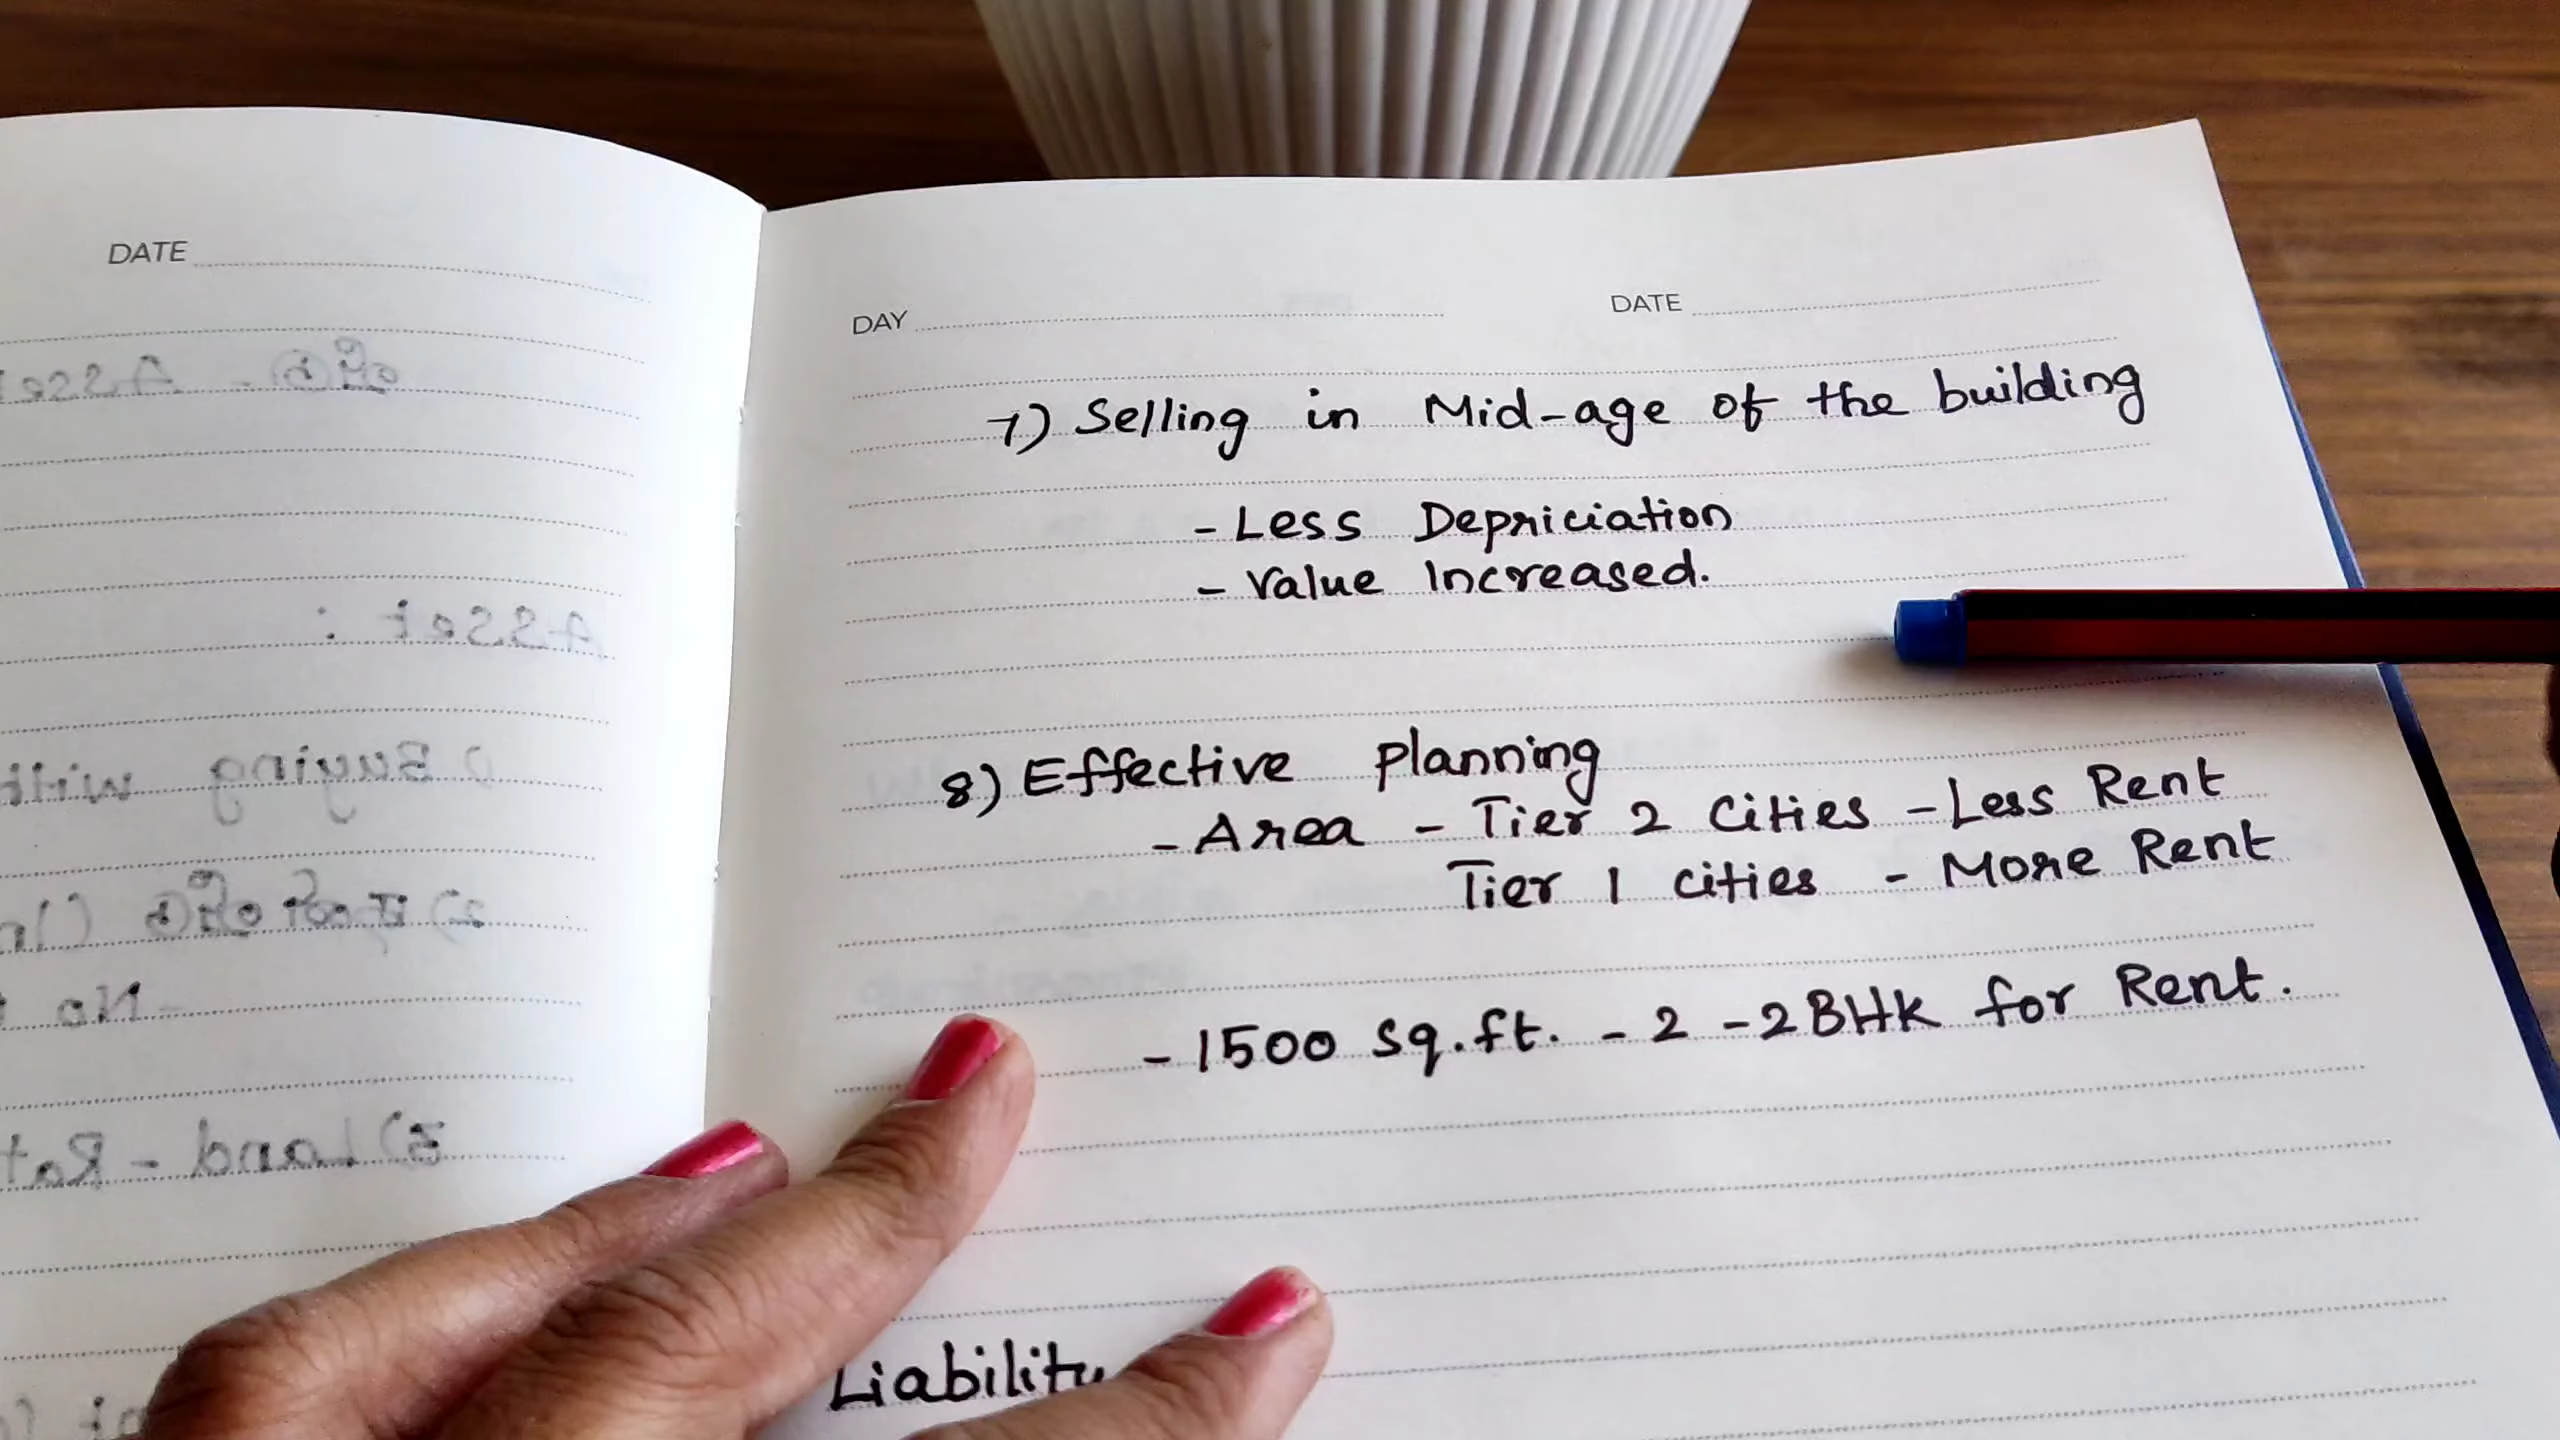 DATE
DAY DATE
7) Selling in Mid-age of the building
- Less Depriciation
- Value Increased.
8) Effective planning
- Area - Tier 2 Cities - Less Rent
Tier 1 cities - More Rent
- 1500 sq.ft. - 2 - 2BHK for Rent.
Liability